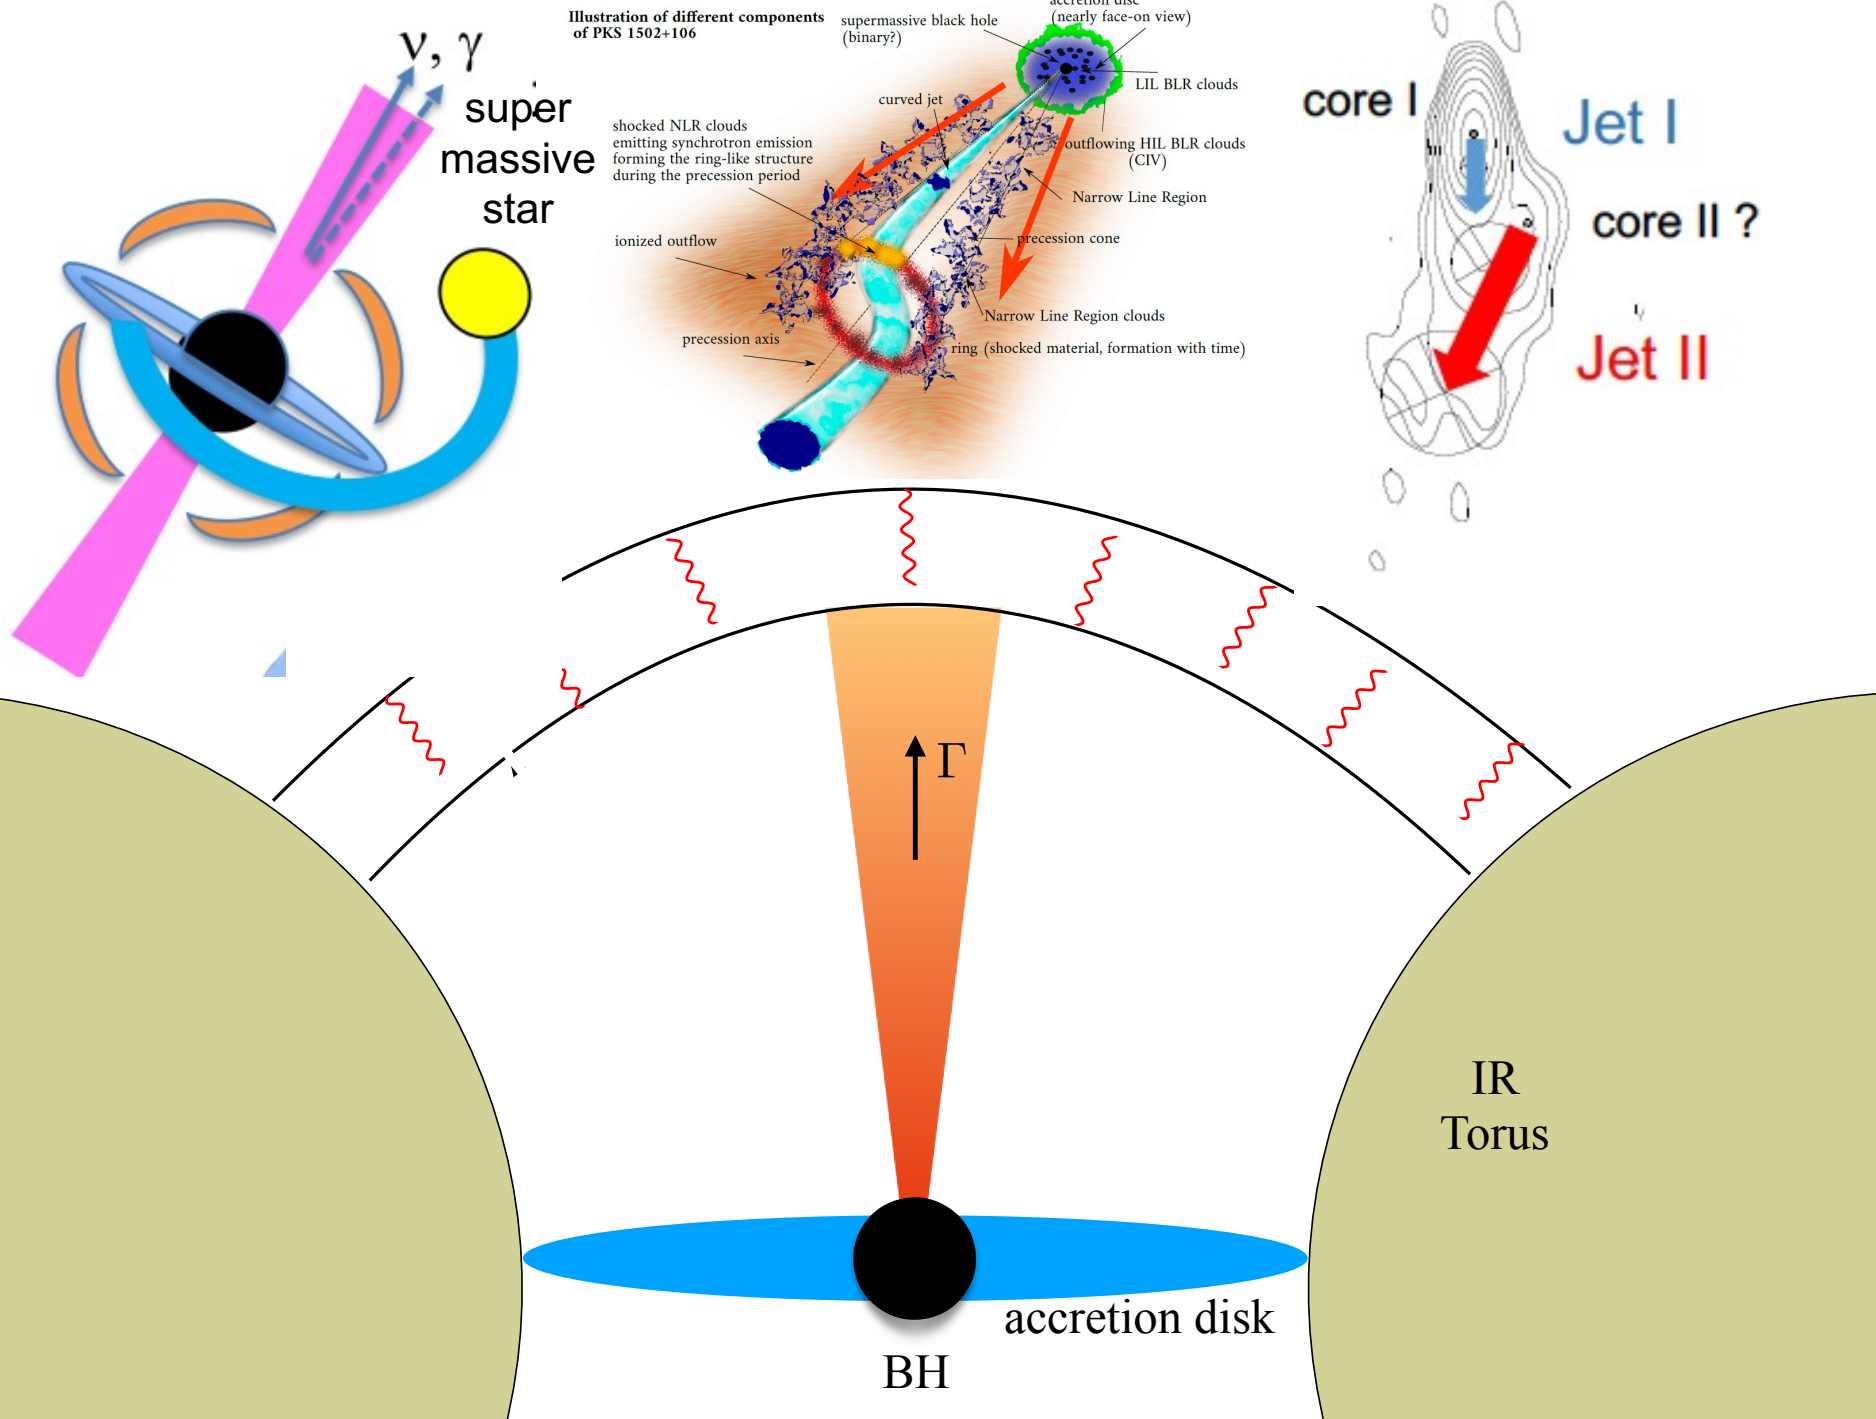 ν, γ
super
massive
star
Illustration of different components
of PKS 1502+106
supermassive black hole
(binary?)
accretion disc
(nearly face-on view)
LIL BLR clouds
curved jet
shocked NLR clouds
emitting synchrotron emission
forming the ring-like structure
during the precession period
outflowing HIL BLR clouds
(CIV)
Narrow Line Region
ionized outflow
precession cone
Narrow Line Region clouds
precession axis
ring (shocked material, formation with time)
core I
Jet I
core II ?
Jet II
Γ
IR
Torus
accretion disk
BH